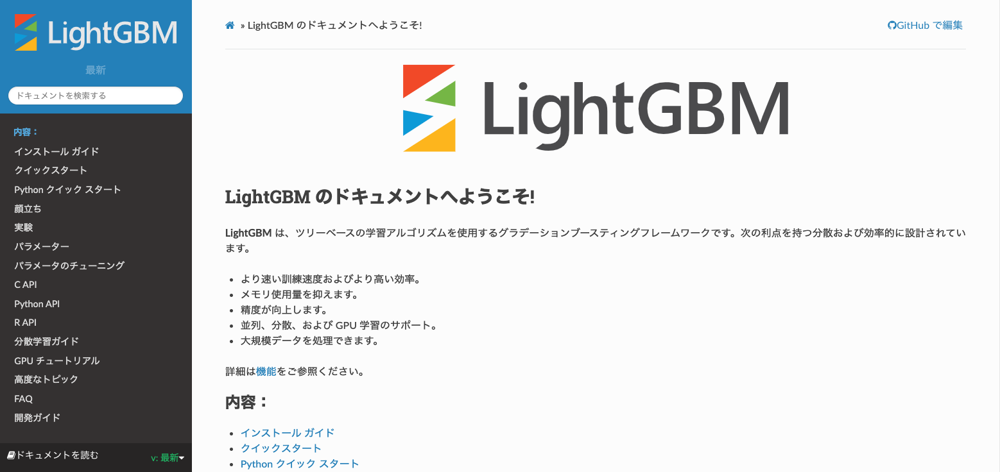 LightGBM
最新
ドキュメントを検索する
内容：
インストール ガイド
クイックスタート
Python クイック スタート
顔立ち
実験
パラメーター
パラメータのチューニング
C API
Python API
R API
分散学習ガイド
GPU チュートリアル
高度なトピック
FAQ
開発ガイド
ドキュメントを読む
v: 最新
» LightGBM のドキュメントへようこそ!
GitHub で編集
LightGBM
LightGBM のドキュメントへようこそ!
LightGBM は、ツリーベースの学習アルゴリズムを使用するグラデーションブースティングフレームワークです。次の利点を持つ分散および効率的に設計されてい
ます。
より速い訓練速度およびより高い効率。
メモリ使用量を抑えます。
精度が向上します。
並列、分散、および GPU 学習のサポート。
大規模データを処理できます。
詳細は機能をご参照ください。
内容：
インストール ガイド
クイックスタート
Python クイック スタート